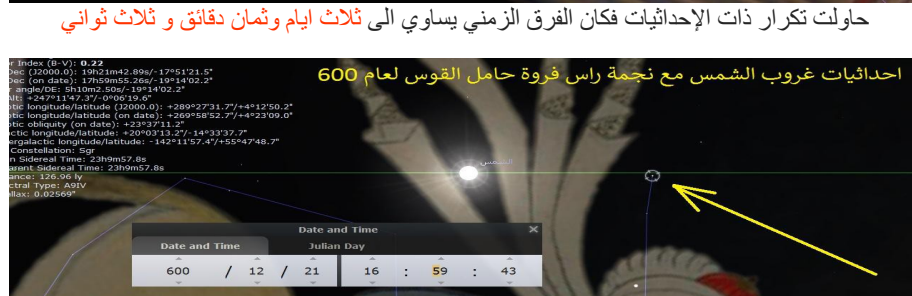 حاولت تكرار ذات الإحداثيات فكان الفرق الزمني يساوي الى ثلاث ايام وثمان دقائق و ثلاث ثواني
احداثيات غروب الشمس مع نجمة راس فروة حامل القوس لعام 600
r Index (B-V): 0.22
Dec (J2000.0): 19h21m42.89s/-17°51'21.5"
Dec (on date): 17h59m55.26s/-19°14'02.2"
r angle/DE: 5h10m2.50s/-19°14'02.2"
Alt: +247°11'47.3"/-0°06'19.6"
ptic longitude/latitude (J2000.0): +289°27'31.7"/+4°12'50.2"
ptic longitude/latitude (on date): +269°58'52.7"/+4°23'09.0"
ptic obliquity (on date): +23°37'11.2"
actic longitude/latitude: +20°03'13.2"/-14°33'37.7"
ergalactic longitude/latitude: -142°11'57.4"/+55°47'48.7"
Constellation: Sgr
n Sidereal Time: 23h9m57.8s
parent Sidereal Time: 23h9m57.8s
ance: 126.96 ly
ctral Type: A9IV
llax: 0.02569"
الشمس
Date and Time
×
Date and Time Julian Day
600 / 12 / 21 16 : 59 : 43